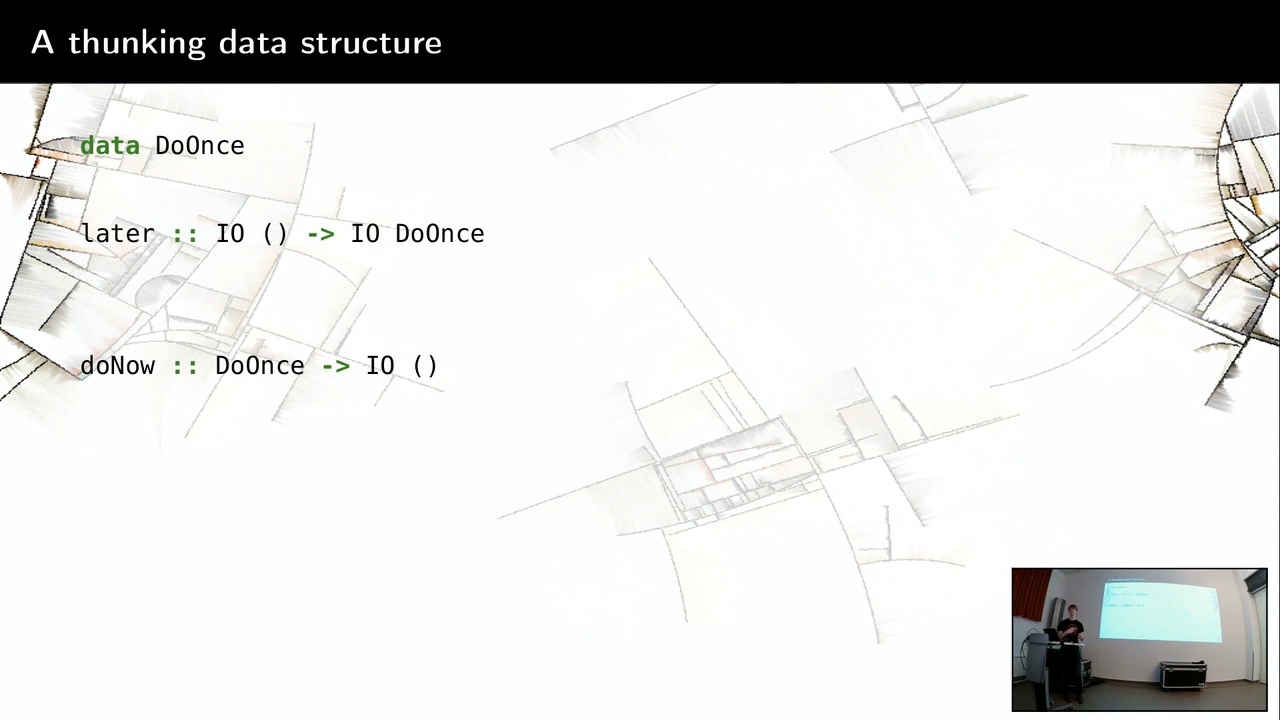 A thunking data structure
data DoOnce
later :: IO () -> IO DoOnce
doNow :: DoOnce -> IO ()